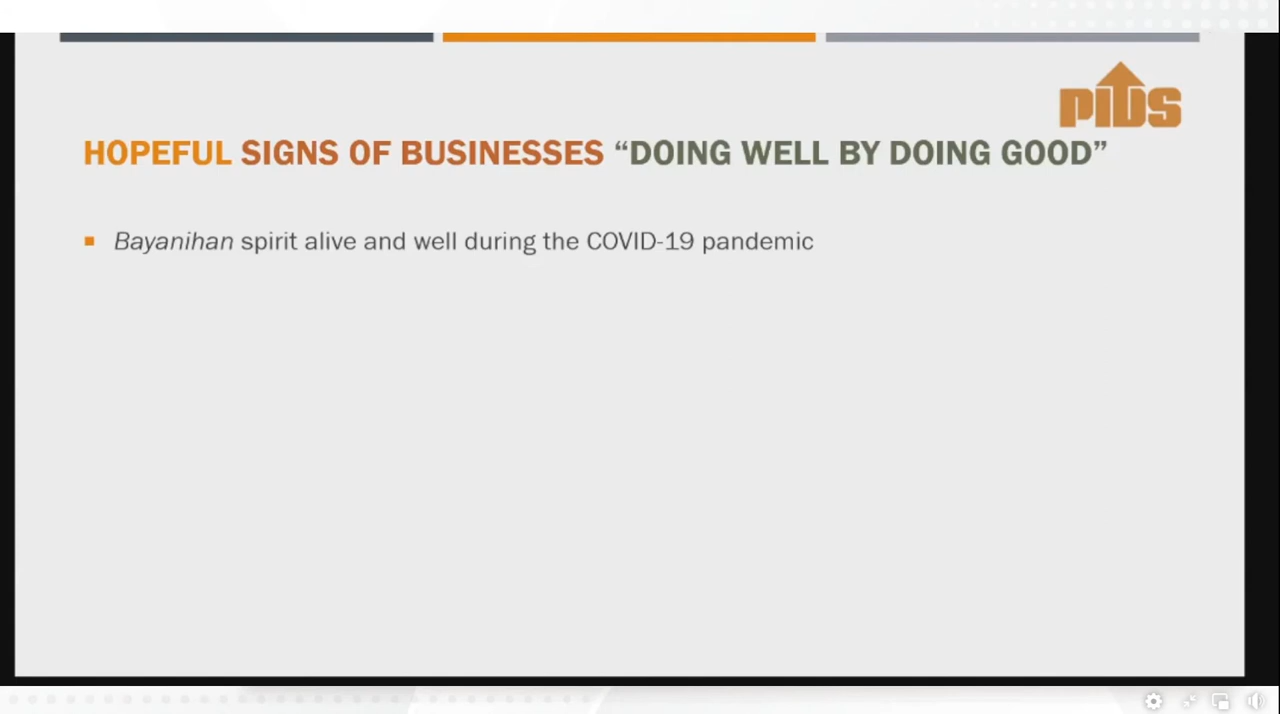 PIDS
HOPEFUL SIGNS OF BUSINESSES “DOING WELL BY DOING GOOD”
Bayanihan spirit alive and well during the COVID-19 pandemic